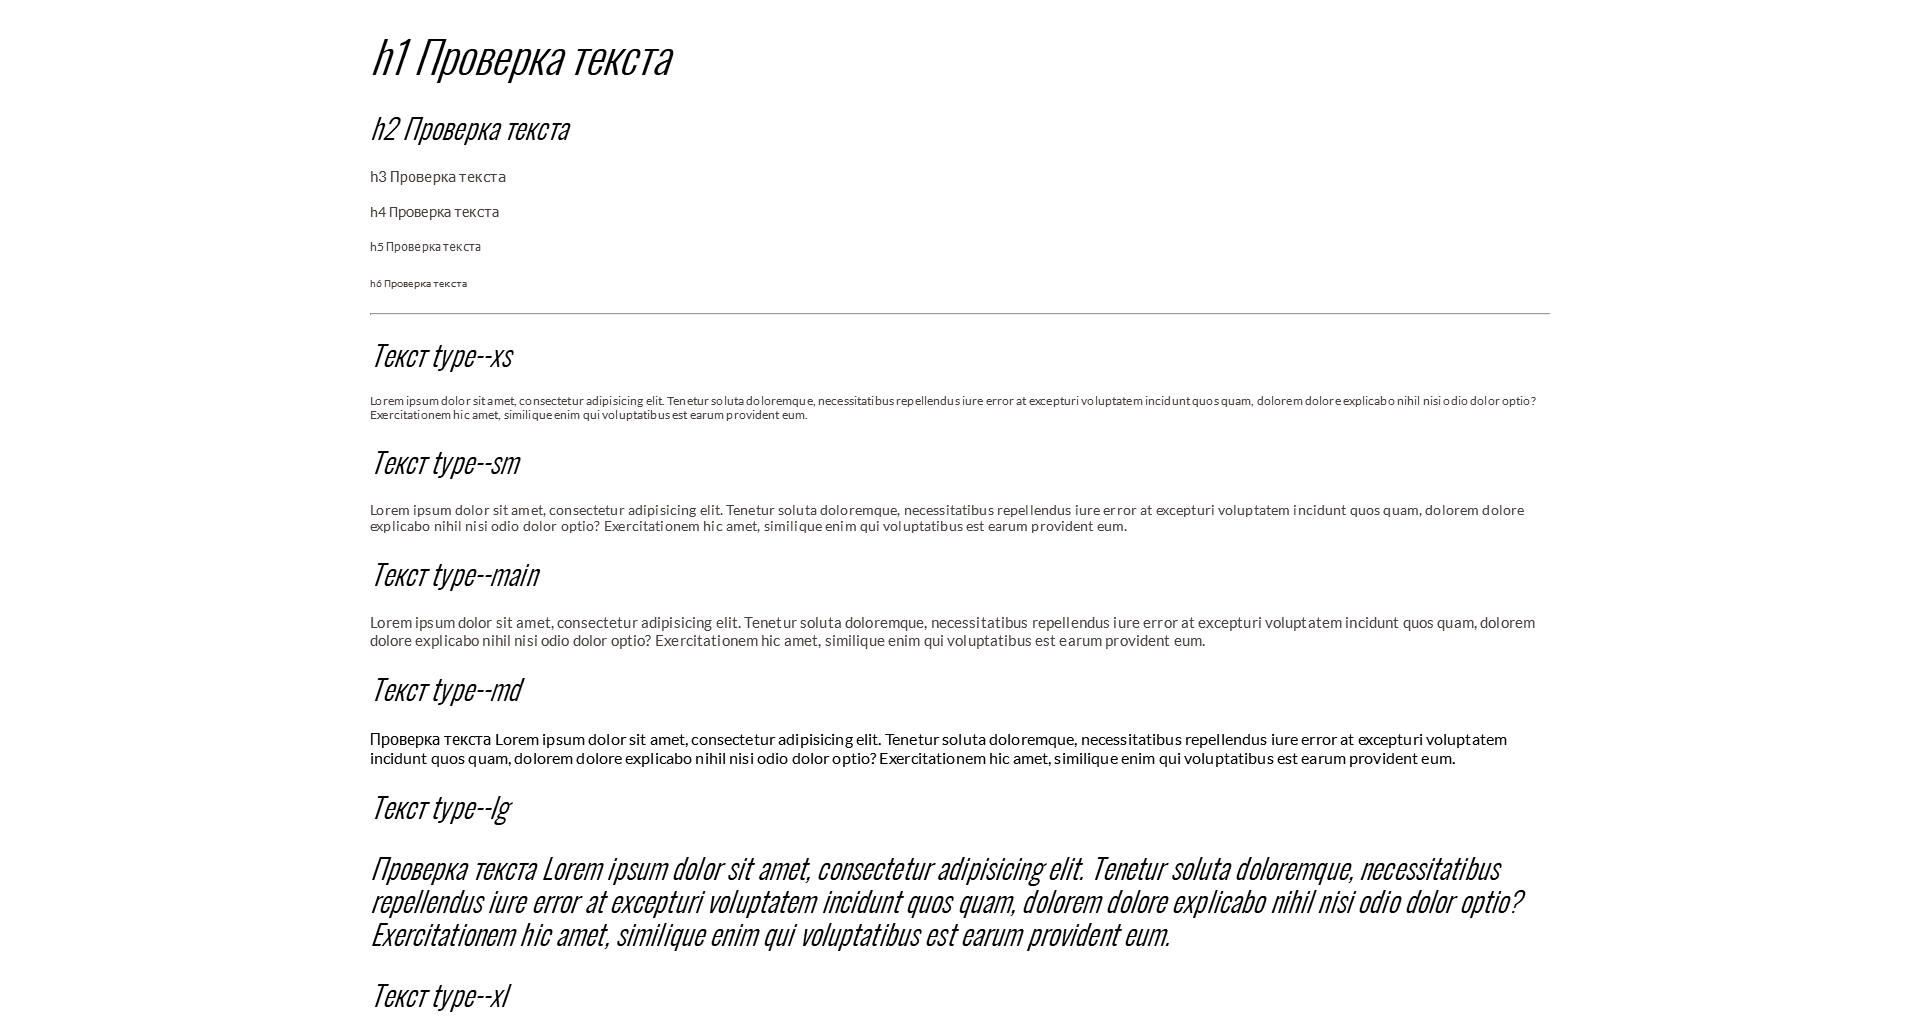 h1 Проверка текста
h2 Проверка текста
h3 Проверка текста
h4 Проверка текста
h5 Проверка текста
h6 Проверка текста
Текст type--xs
Lorem ipsum dolor sit amet, consectetur adipisicing elit. Tenetur soluta doloremque, necessitatibus repellendus iure error at excepturi voluptatem incidunt quos quam, dolorem dolore explicabo nihil nisi odio dolor optio?
Exercitationem hic amet, similique enim qui voluptatibus est earum provident eum.
Текст type--sm
Lorem ipsum dolor sit amet, consectetur adipisicing elit. Tenetur soluta doloremque, necessitatibus repellendus iure error at excepturi voluptatem incidunt quos quam, dolorem dolore
explicabo nihil nisi odio dolor optio? Exercitationem hic amet, similique enim qui voluptatibus est earum provident eum.
Текст type--main
Lorem ipsum dolor sit amet, consectetur adipisicing elit. Tenetur soluta doloremque, necessitatibus repellendus iure error at excepturi voluptatem incidunt quos quam, dolorem
dolore explicabo nihil nisi odio dolor optio? Exercitationem hic amet, similique enim qui voluptatibus est earum provident eum.
Текст type--md
Проверка текста Lorem ipsum dolor sit amet, consectetur adipisicing elit. Tenetur soluta doloremque, necessitatibus repellendus iure error at excepturi voluptatem
incidunt quos quam, dolorem dolore explicabo nihil nisi odio dolor optio? Exercitationem hic amet, similique enim qui voluptatibus est earum provident eum.
Текст type--lg
Проверка текста Lorem ipsum dolor sit amet, consectetur adipisicing elit. Tenetur soluta doloremque, necessitatibus
repellendus iure error at excepturi voluptatem incidunt quos quam, dolorem dolore explicabo nihil nisi odio dolor optio?
Exercitationem hic amet, similique enim qui voluptatibus est earum provident eum.
Текст type--xl